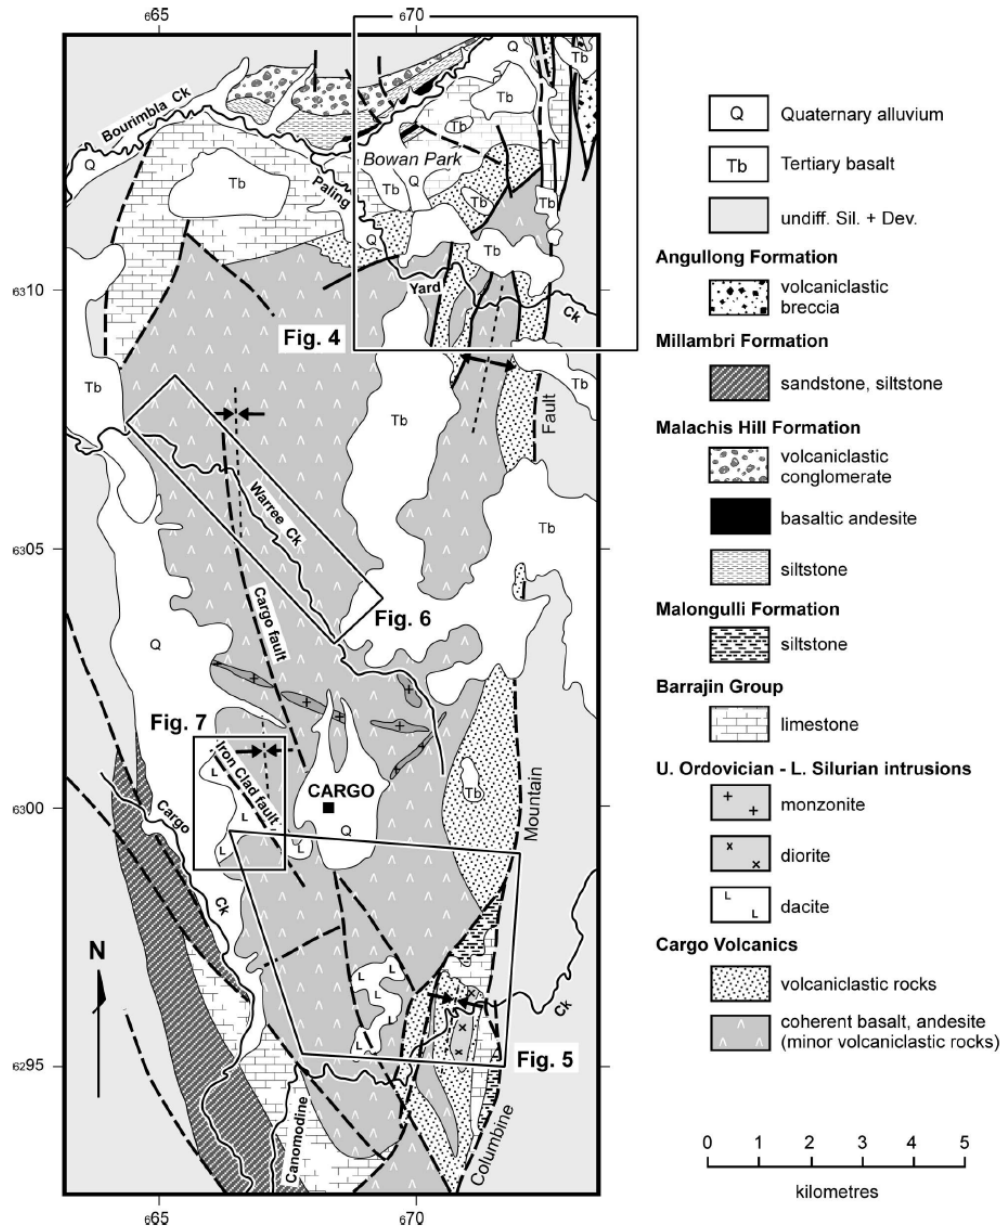 665
670
6310
6305
6300
6295
665
670
Bourimbla Ck
Q
Q
Tb
Tb
Tb
Tb
Bowan Park
Paling
Tb
Q
Tb
Tb
Q
Tb
Yard
Ck
Fig. 4
Tb
Tb
Tb
Fault
Warree Ck
Tb
Cargo fault
Fig. 6
Q
Fig. 7
Iron Clad fault
L
L
L
L
CARGO
Q
Tb
Mountain
Cargo
Ck
N
L
L
L
L
L
Ck
Fig. 5
Canomodine
Columbine
Q
Quaternary alluvium
Tb
Tertiary basalt
undiff. Sil. + Dev.
Angullong Formation
volcaniclastic
breccia
Millambri Formation
sandstone, siltstone
Malachis Hill Formation
volcaniclastic
conglomerate
basaltic andesite
siltstone
Malongulli Formation
siltstone
Barrajin Group
limestone
U. Ordovician - L. Silurian intrusions
monzonite
diorite
L
L
dacite
Cargo Volcanics
volcaniclastic rocks
coherent basalt, andesite
(minor volcaniclastic rocks)
0 1 2 3 4 5
kilometres